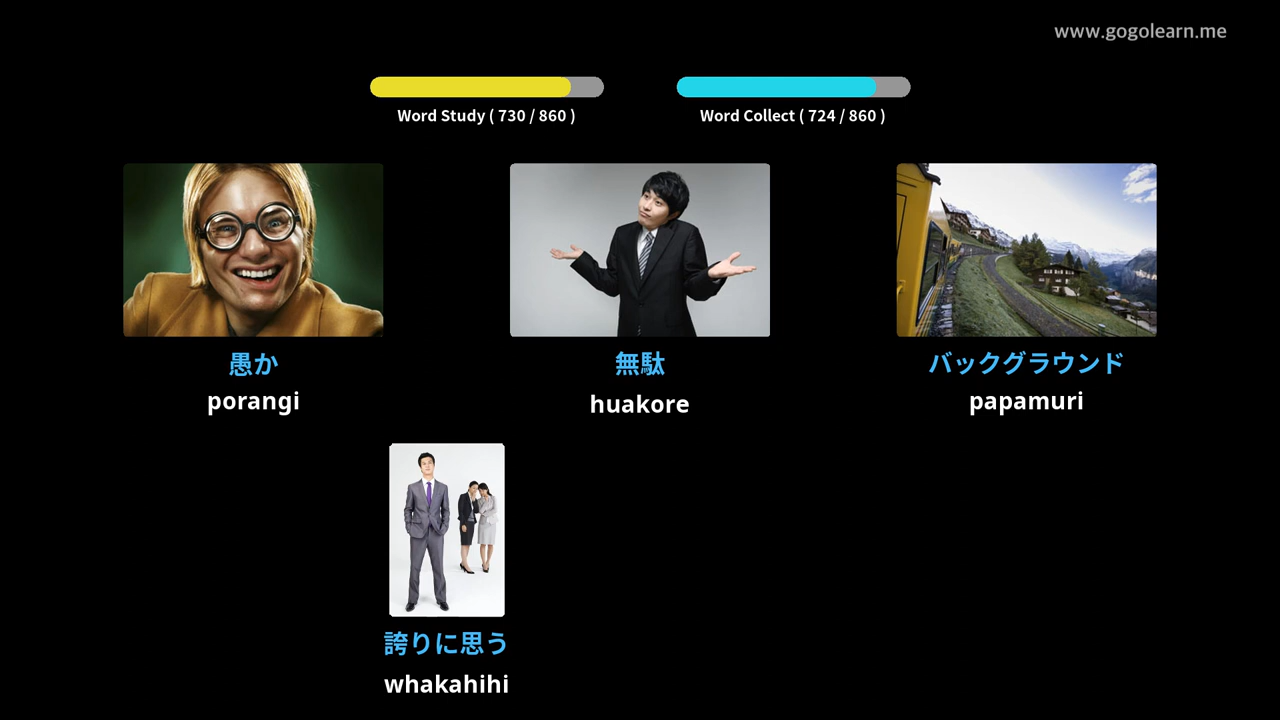 www.gogolearn.me
Word Study ( 730 / 860 )
Word Collect ( 724 / 860 )
愚か
porangi
無駄
huakore
バックグラウンド
papamuri
誇りに思う
whakahihi